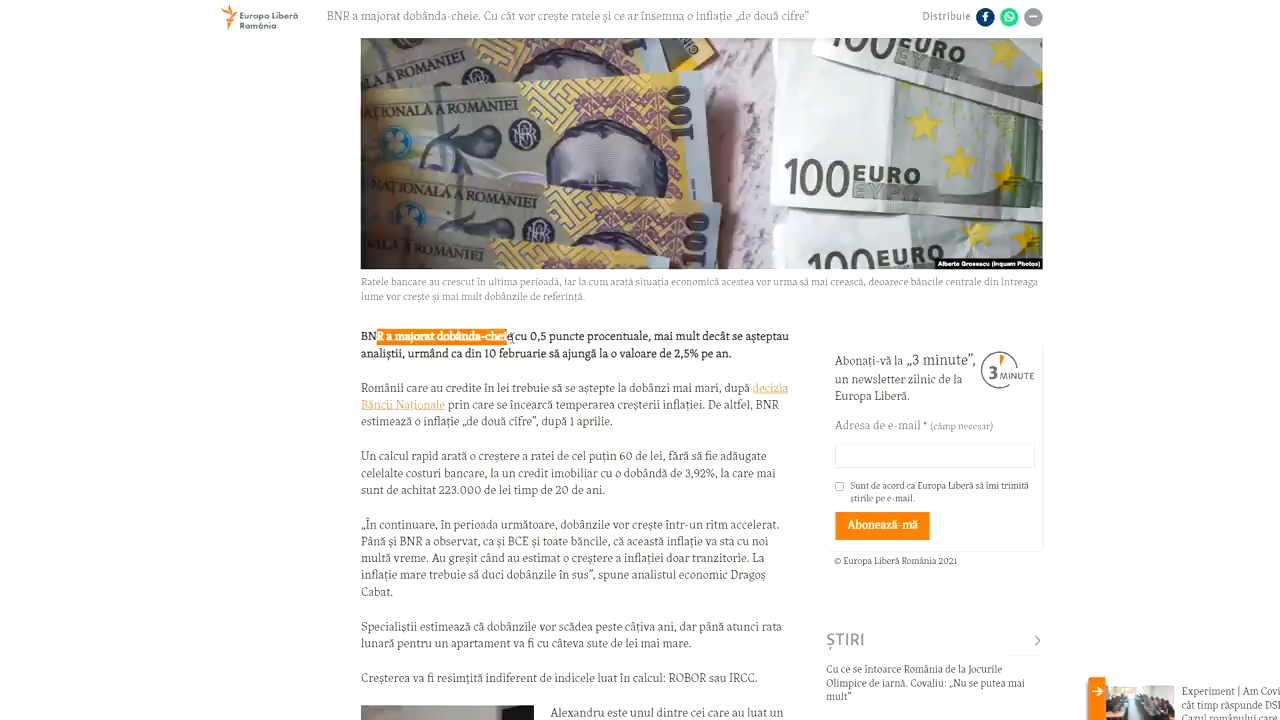 Europa Liberă
România
BNR a majorat dobânda-cheie. Cu cât vor crește ratele și ce ar însemna o inflație „de două cifre”
Distribuie
A ROMÂNIEI
NAȚIONALĂ A ROMÂNIEI
100
100 EURO
100 EURO
100 EURO
Alberto Grosescu (Inquam Photos)
Ratele bancare au crescut în ultima perioadă, iar la cum arată situația economică acestea vor urma să mai crească, deoarece băncile centrale din întreaga
lume vor crește și mai mult dobânzile de referință.
BNR a majorat dobânda-cheie cu 0,5 puncte procentuale, mai mult decât se așteptau
analiștii, urmând ca din 10 februarie să ajungă la o valoare de 2,5% pe an.
Românii care au credite în lei trebuie să se aștepte la dobânzi mai mari, după decizia
Băncii Naționale prin care se încearcă temperarea creșterii inflației. De altfel, BNR
estimează o inflație „de două cifre”, după 1 aprilie.
Un calcul rapid arată o creștere a ratei de cel puțin 60 de lei, fără să fie adăugate
celelalte costuri bancare, la un credit imobiliar cu o dobândă de 3,92%, la care mai
sunt de achitat 223.000 de lei timp de 20 de ani.
„În continuare, în perioada următoare, dobânzile vor crește într-un ritm accelerat.
Până și BNR a observat, ca și BCE și toate băncile, că această inflație va sta cu noi
multă vreme. Au greșit când au estimat o creștere a inflației doar tranzitorie. La
inflație mare trebuie să duci dobânzile în sus”, spune analistul economic Dragoș
Cabat.
Specialiștii estimează că dobânzile vor scădea peste câțiva ani, dar până atunci rata
lunară pentru un apartament va fi cu câteva sute de lei mai mare.
Creșterea va fi resimțită indiferent de indicele luat în calcul: ROBOR sau IRCC.
Alexandru este unul dintre cei care au luat un
Abonați-vă la „3 minute”,
un newsletter zilnic de la
Europa Liberă.
3 MINUTE
Adresa de e-mail * (câmp necesar)
Sunt de acord ca Europa Liberă să îmi trimită
știrile pe e-mail.
Abonează-mă
© Europa Liberă România 2021
ȘTIRI
Cu ce se întoarce România de la Jocurile
Olimpice de iarnă. Covaliu: „Nu se putea mai
mult”
Experiment | Am Covi
cât timp răspunde DS
Cazul românului care